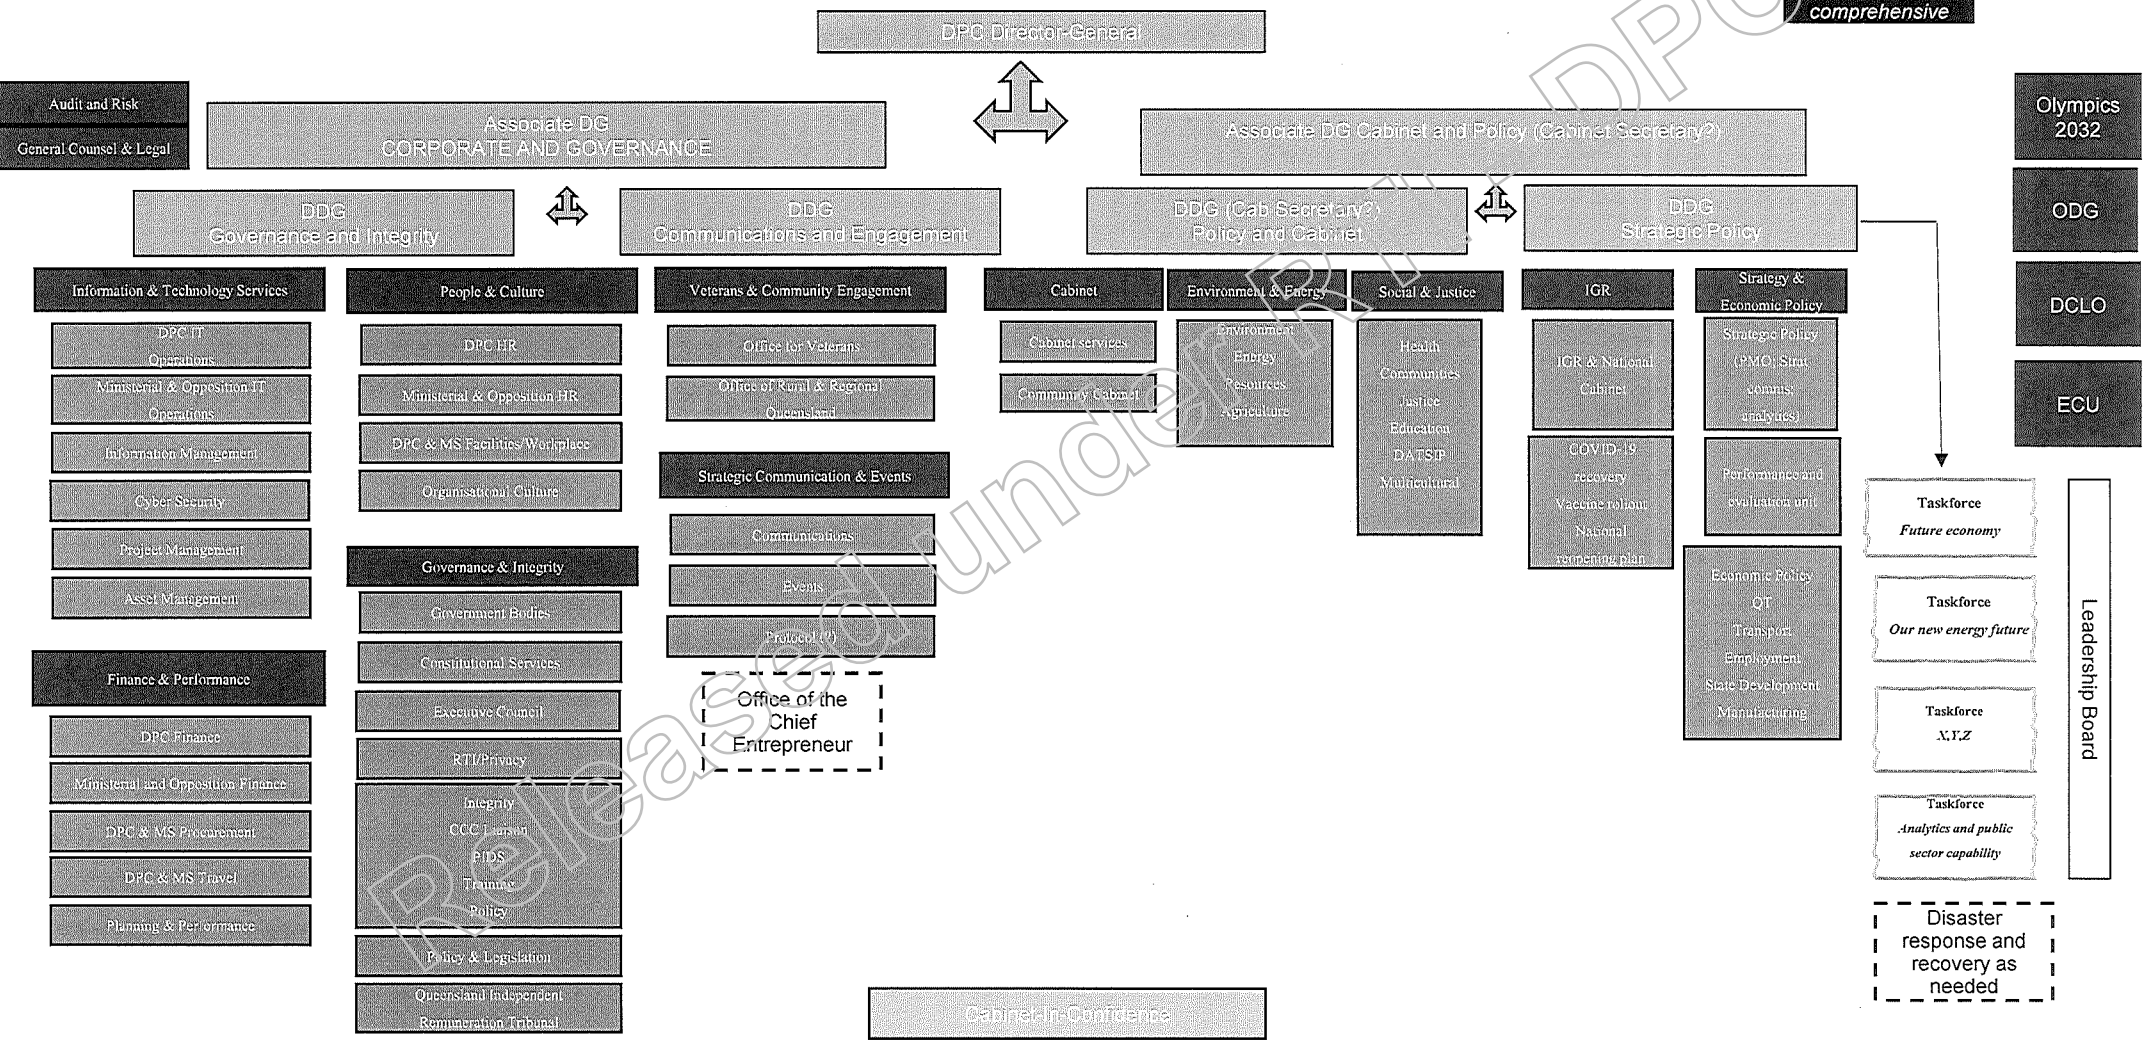 comprehensive
DPC Director-General
Audit and Risk
General Counsel & Legal
Associate DG
CORPORATE AND GOVERNANCE
Associate DG Cabinet and Policy (Cabinet Secretary?)
Olympics
2032
ODG
DCLO
ECU
DDG
Governance and Integrity
DDG
Communications and Engagement
DDG (Cab Secretary?)
Policy and Cabinet
DDG
Strategic Policy
Information & Technology Services
DPC IT
Operations
Ministerial & Opposition IT
Operations
Information Management
Cyber Security
Project Management
Asset Management
Finance & Performance
DPC Finance
Ministerial and Opposition Finance
DPC & MS Procurement
DPC & MS Travel
Planning & Performance
People & Culture
DPC HR
Ministerial & Opposition HR
DPC & MS Facilities/Workplace
Organisational Culture
Governance & Integrity
Government Bodies
Constitutional Services
Executive Council
RTI/Privacy
Integrity
CCC Liaison
PIDS
Training
Policy
Policy & Legislation
Queensland Independent
Remuneration Tribunal
Veterans & Community Engagement
Office for Veterans
Office of Rural & Regional
Queensland
Strategic Communication & Events
Communications
Events
Protocol (?)
Office of the
Chief
Entrepreneur
Cabinet
Cabinet services
Community Cabinet
Environment & Energy
Environment
Energy
Resources
Agriculture
Social & Justice
Health
Communities
Justice
Education
DATSIP
Multicultural
IGR
IGR & National
Cabinet
COVID-19
recovery
Vaccine rollout
National
reopening plan
Strategy &
Economic Policy
Strategic Policy
(PMO; Strat
comms;
analytics)
Performance and
evaluation unit
Economic Policy
QT
Transport
Employment
State Development
Manufacturing
Taskforce
Future economy
Taskforce
Our new energy future
Taskforce
X,Y,Z
Taskforce
Analytics and public
sector capability
Leadership Board
Disaster
response and
recovery as
needed
Cabinet-In-Confidence
Released under RTI - DPC